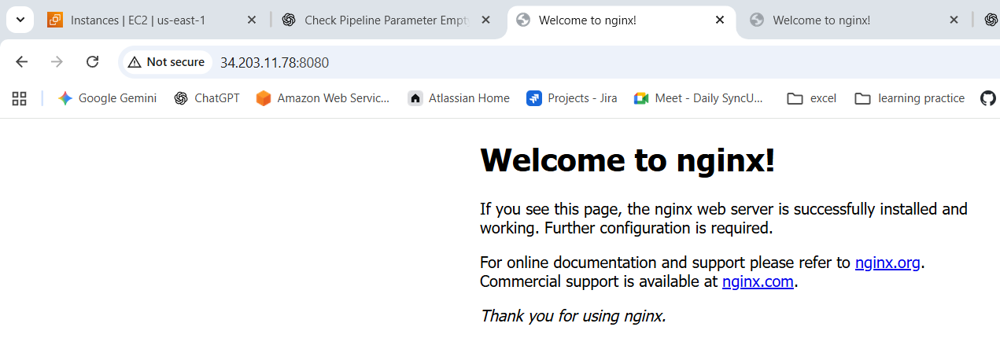 Instances | EC2 | us-east-1
Check Pipeline Parameter Empty
Welcome to nginx!
Welcome to nginx!
Not secure
34.203.11.78:8080
Google Gemini
ChatGPT
Amazon Web Servic...
Atlassian Home
Projects - Jira
Meet - Daily SyncU...
excel
learning practice
Welcome to nginx!
If you see this page, the nginx web server is successfully installed and
working. Further configuration is required.
For online documentation and support please refer to nginx.org.
Commercial support is available at nginx.com.
Thank you for using nginx.